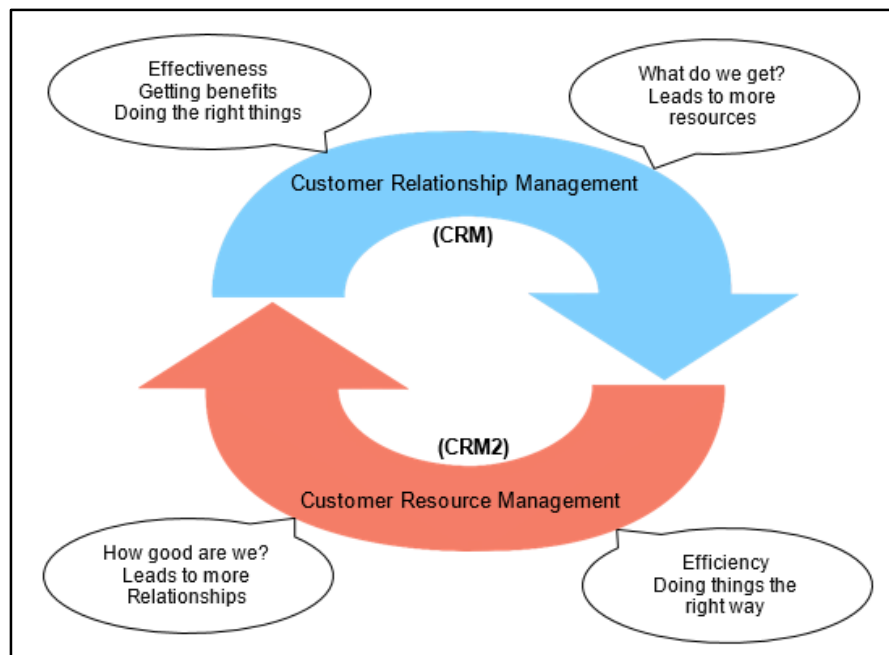 Effectiveness
Getting benefits
Doing the right things
What do we get?
Leads to more
resources
Customer Relationship Management
(CRM)
(CRM2)
Customer Resource Management
How good are we?
Leads to more
Relationships
Efficiency
Doing things the
right way